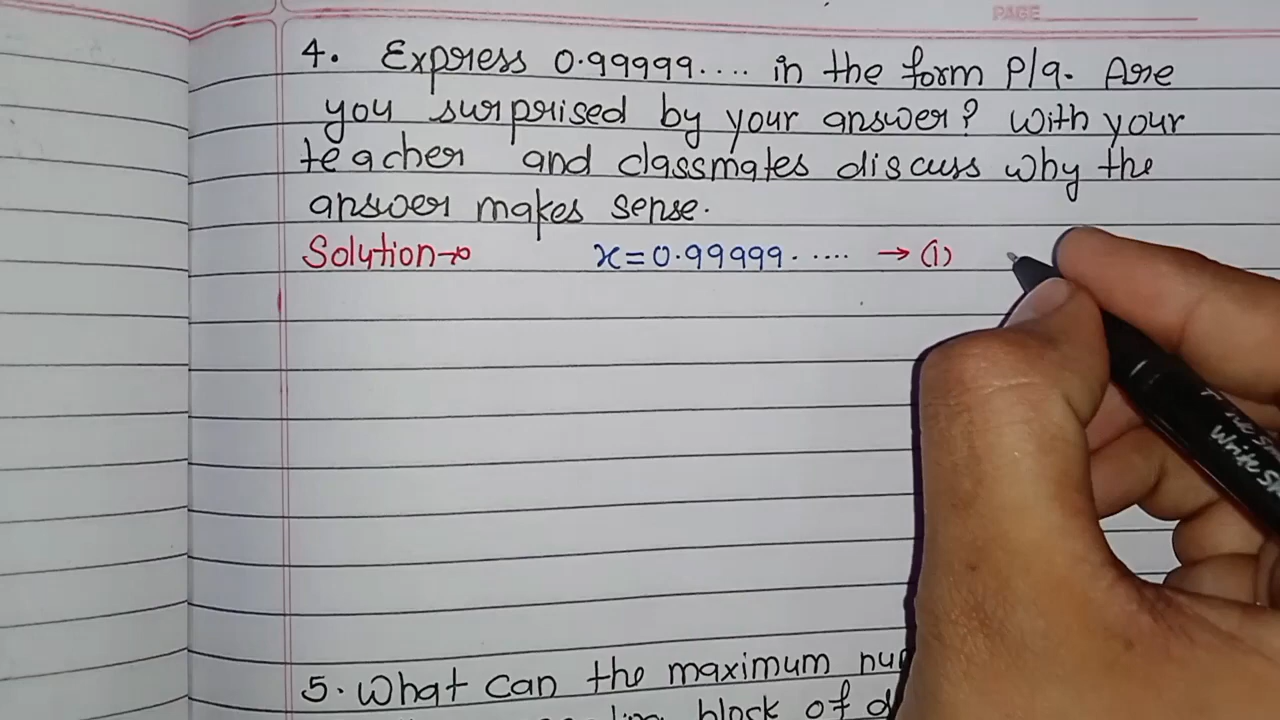 PAGE
4. Express 0.99999.... in the form P/q. Are
you surprised by your answer? With your
teacher and classmates discuss why the
answer makes sense.
Solution→ x=0.99999..... → (1)
Write
5. What can the maximum
block of